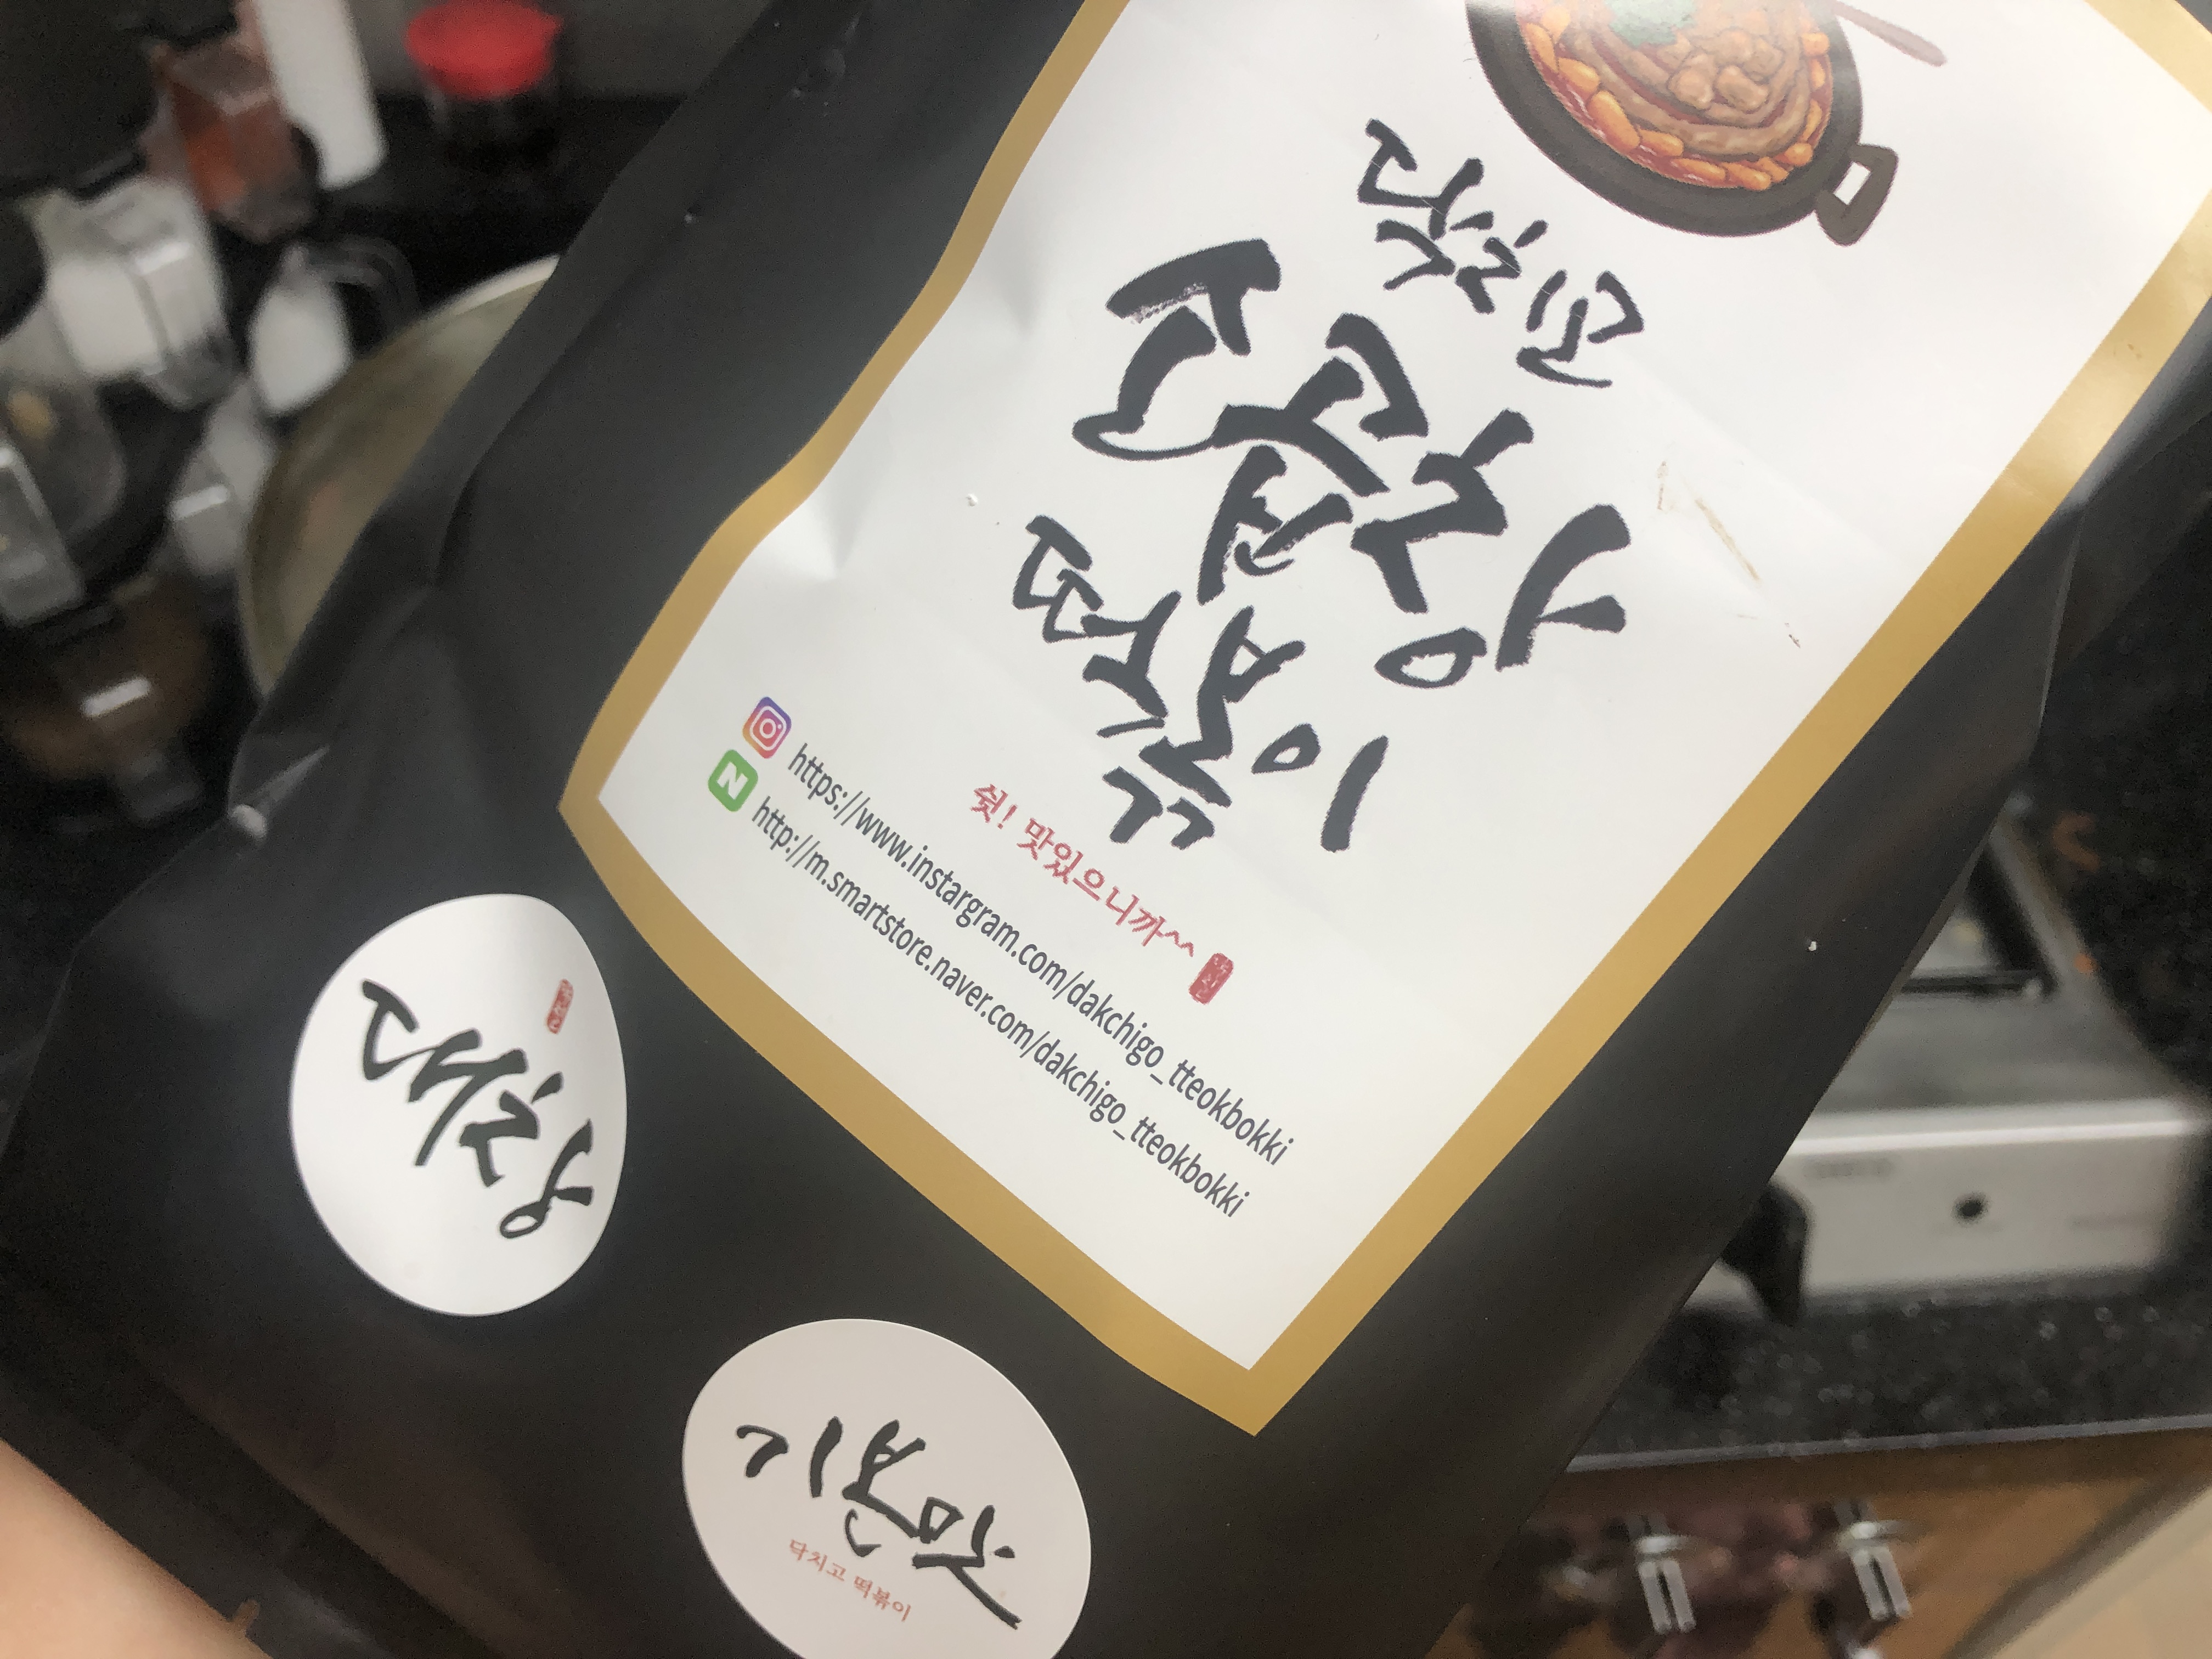 닥치고
곱창
떡볶이
쉿! 맛있으니까^^
https://www.instargram.com/dakchigo_tteokbokki
N
http://m.smartstore.naver.com/dakchigo_tteokbokki
대창
기본맛
닥치고 떡볶이